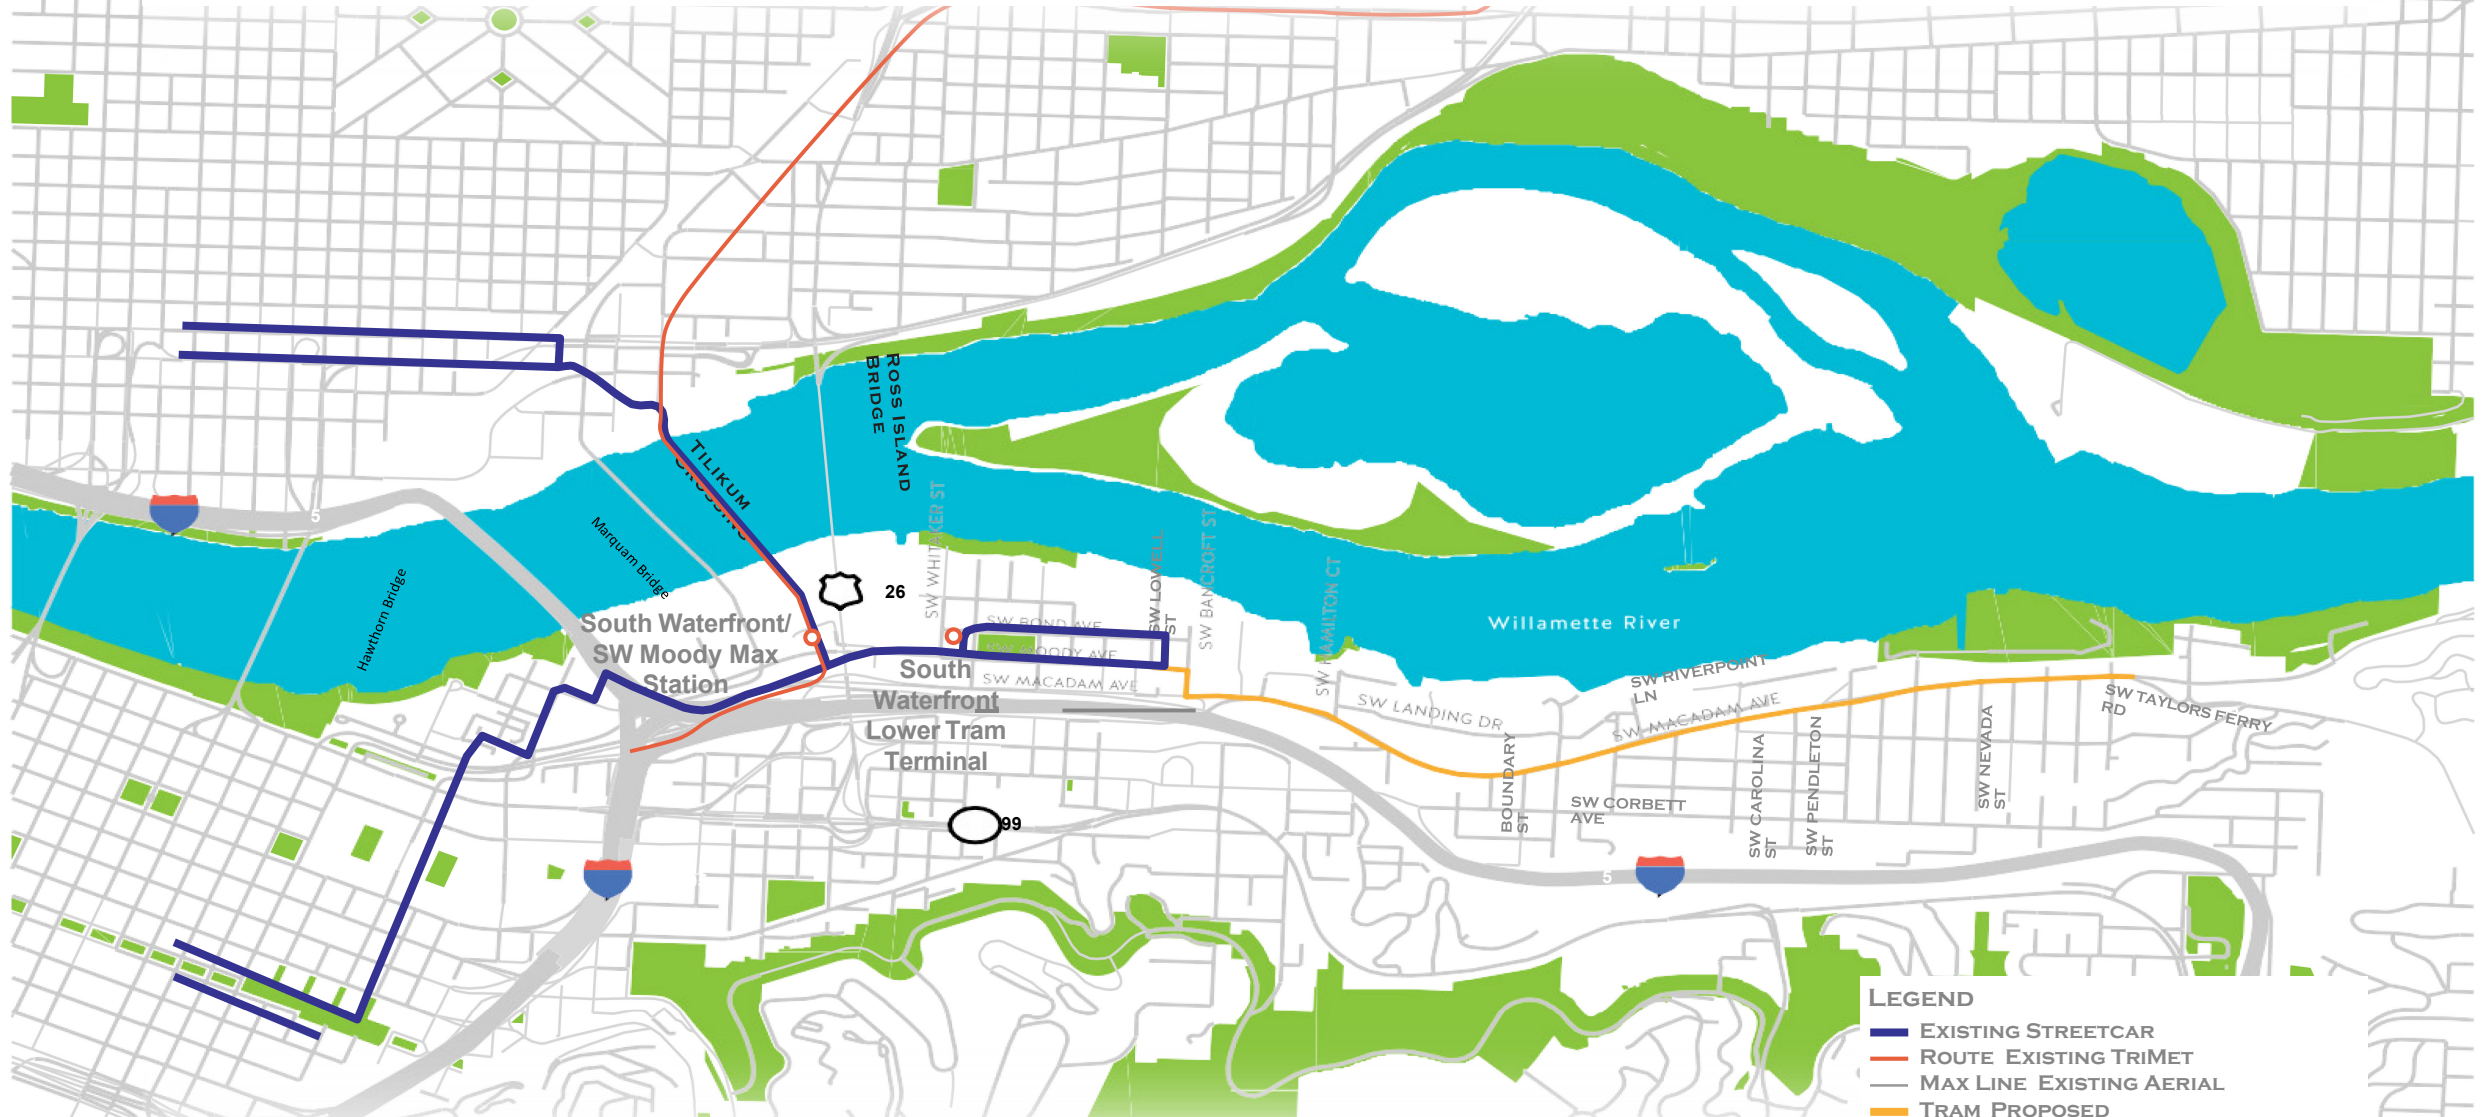 ROSS ISLAND
BRIDGE
TILIKUM
CROSSING
5
Marquam Bridge
Hawthorn Bridge
26
SW WHITAKER ST
SW LOWELL
ST
SW BANCROFT ST
SW HAMILTON CT
SW BOND AVE
SW MOODY AVE
SW MACADAM AVE
South Waterfront/
SW Moody Max
Station
South
Waterfront
Lower Tram
Terminal
Willamette River
SW RIVERPOINT
LN
SW LANDING DR
SW MACADAM AVE
SW TAYLORS FERRY
RD
BOUNDARY
ST
SW CORBETT
AVE
SW CAROLINA
ST
SW PENDLETON
ST
SW NEVADA
ST
99
5
LEGEND
EXISTING STREETCAR
ROUTE EXISTING TRIMET
MAX LINE EXISTING AERIAL
TRAM PROPOSED